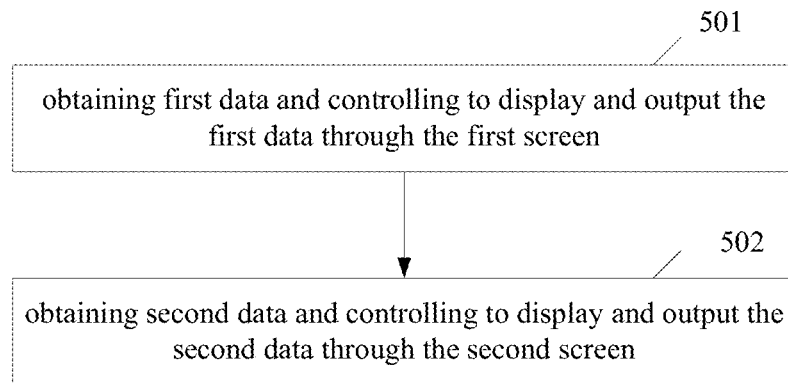 501
obtaining first data and controlling to display and output the
first data through the first screen
502
obtaining second data and controlling to display and output the
second data through the second screen